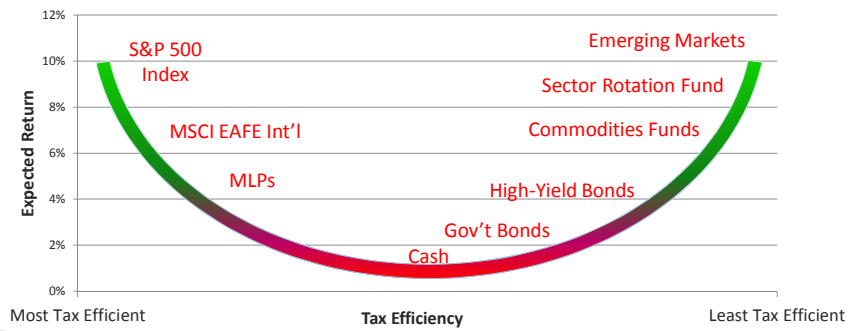 12%
10%
8%
6%
4%
2%
0%
Expected Return
S&P 500
Index
MSCI EAFE Int'l
MLPs
Cash
Gov't Bonds
High-Yield Bonds
Commodities Funds
Sector Rotation Fund
Emerging Markets
Most Tax Efficient
Tax Efficiency
Least Tax Efficient